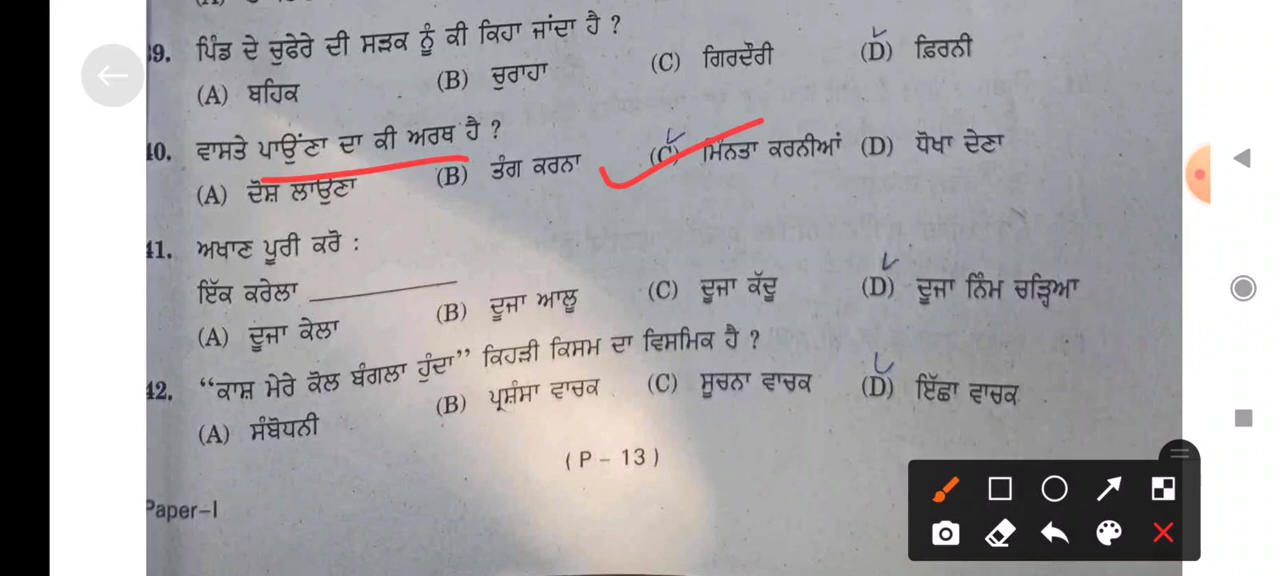 39. ਪਿੰਡ ਦੇ ਚੁਫੇਰੇ ਦੀ ਸੜਕ ਨੂੰ ਕੀ ਕਿਹਾ ਜਾਂਦਾ ਹੈ ?
(A) ਬਹਿਕ (B) ਚੁਰਾਹਾ (C) ਗਿਰਦੌਰੀ (D) ਫ਼ਿਰਨੀ
40. ਵਾਸਤੇ ਪਾਉਂਣਾ ਦਾ ਕੀ ਅਰਥ ਹੈ ?
(A) ਦੋਸ਼ ਲਾਉਣਾ (B) ਤੰਗ ਕਰਨਾ (C) ਮਿੰਨਤਾ ਕਰਨੀਆਂ (D) ਧੋਖਾ ਦੇਣਾ
41. ਅਖਾਣ ਪੂਰੀ ਕਰੋ :
ਇੱਕ ਕਰੇਲਾ ________
(A) ਦੂਜਾ ਕੇਲਾ (B) ਦੂਜਾ ਆਲੂ (C) ਦੂਜਾ ਕੱਦੂ (D) ਦੂਜਾ ਨਿੰਮ ਚੜ੍ਹਿਆ
42. “ਕਾਸ਼ ਮੇਰੇ ਕੋਲ ਬੰਗਲਾ ਹੁੰਦਾ” ਕਿਹੜੀ ਕਿਸਮ ਦਾ ਵਿਸਮਿਕ ਹੈ ?
(A) ਸੰਬੋਧਨੀ (B) ਪ੍ਰਸ਼ੰਸਾ ਵਾਚਕ (C) ਸੂਚਨਾ ਵਾਚਕ (D) ਇੱਛਾ ਵਾਚਕ
( P – 13 )
Paper–I